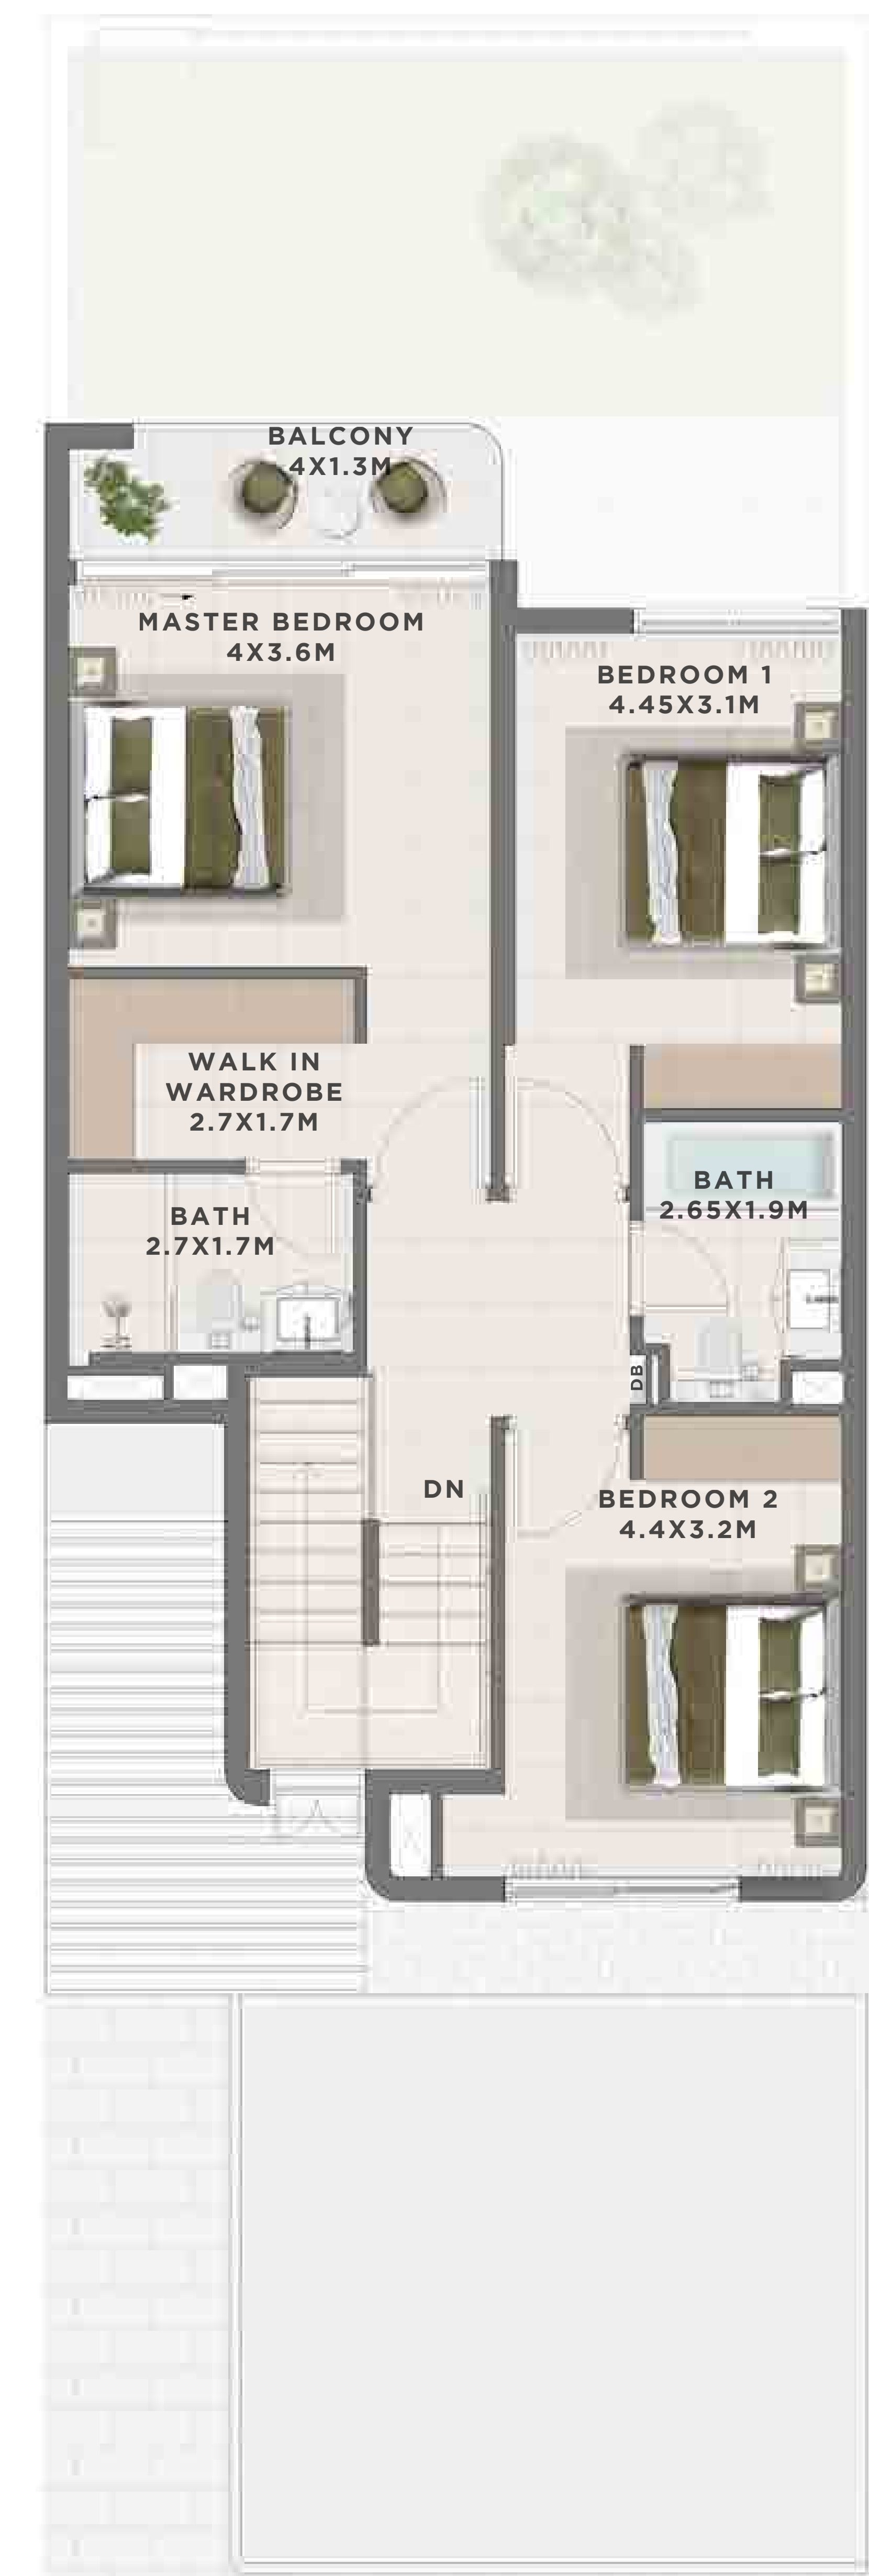 BALCONY
4X1.3M
MASTER BEDROOM
4X3.6M
BEDROOM 1
4.45X3.1M
WALK IN
WARDROBE
2.7X1.7M
BATH
2.65X1.9M
BATH
2.7X1.7M
DB
DN
BEDROOM 2
4.4X3.2M